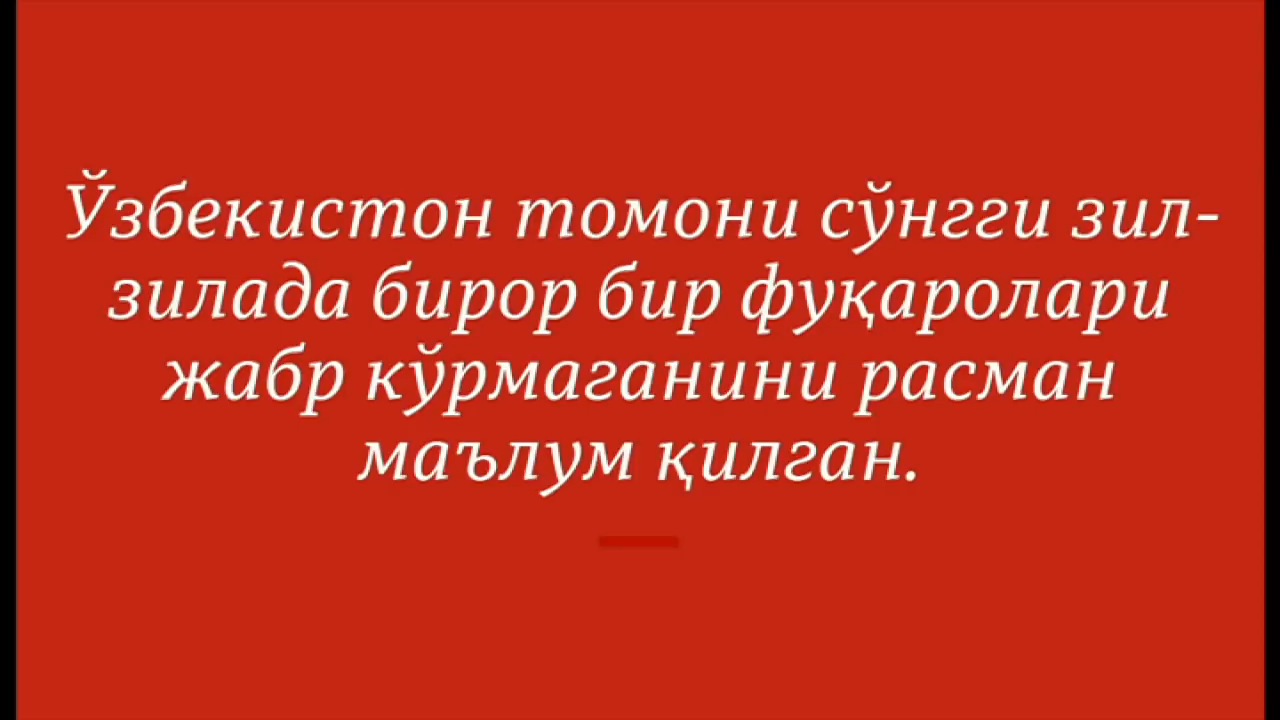 Ўзбекистон томони сўнгги зил-
зилада бирор бир фуқаролари
жабр кўрмаганини расман
маълум қилган.